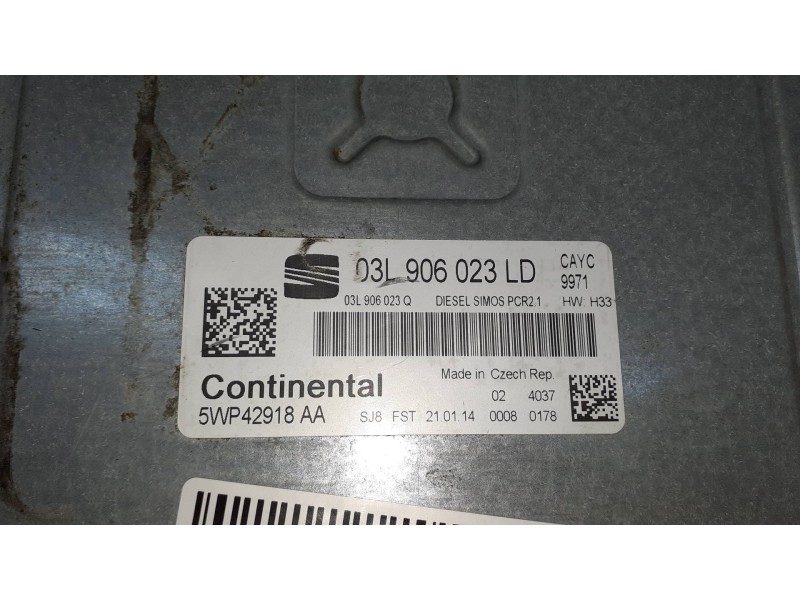 03L 906 023 LD CAYC
9971
03L 906 023 Q DIESEL SIMOS PCR2.1 HW: H33
Continental
Made in Czech Rep.
02 4037
5WP42918 AA
SJ8 FST 21.01.14 0008 0178